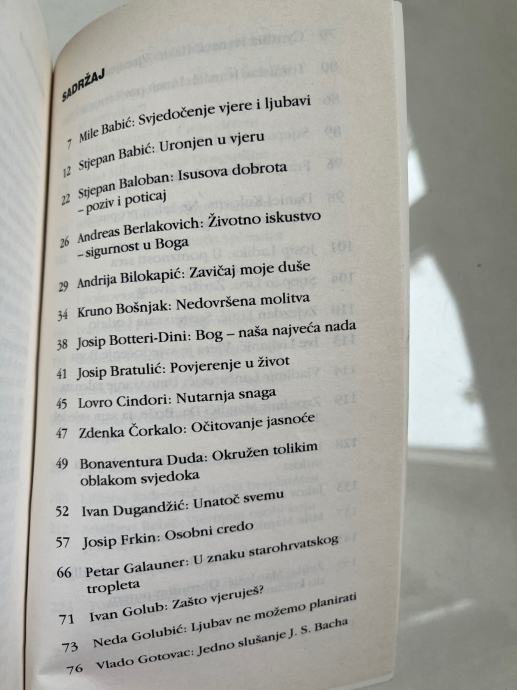 SADRŽAJ
7 Mile Babić: Svjedočenje vjere i ljubavi
12 Stjepan Babić: Uronjen u vjeru
22 Stjepan Baloban: Isusova dobrota
– poziv i poticaj
26 Andreas Berlakovich: Životno iskustvo
– sigurnost u Boga
29 Andrija Bilokapić: Zavičaj moje duše
34 Kruno Bošnjak: Nedovršena molitva
38 Josip Botteri-Dini: Bog – naša najveća nada
41 Josip Bratulić: Povjerenje u život
45 Lovro Cindori: Nutarnja snaga
47 Zdenka Čorkalo: Očitovanje jasnoće
49 Bonaventura Duda: Okružen tolikim
oblakom svjedoka
52 Ivan Dugandžić: Unatoč svemu
57 Josip Frkin: Osobni credo
66 Petar Galauner: U znaku starohrvatskog
tropleta
71 Ivan Golub: Zašto vjeruješ?
73 Neda Golubić: Ljubav ne možemo planirati
76 Vlado Gotovac: Jedno slušanje J. S. Bacha